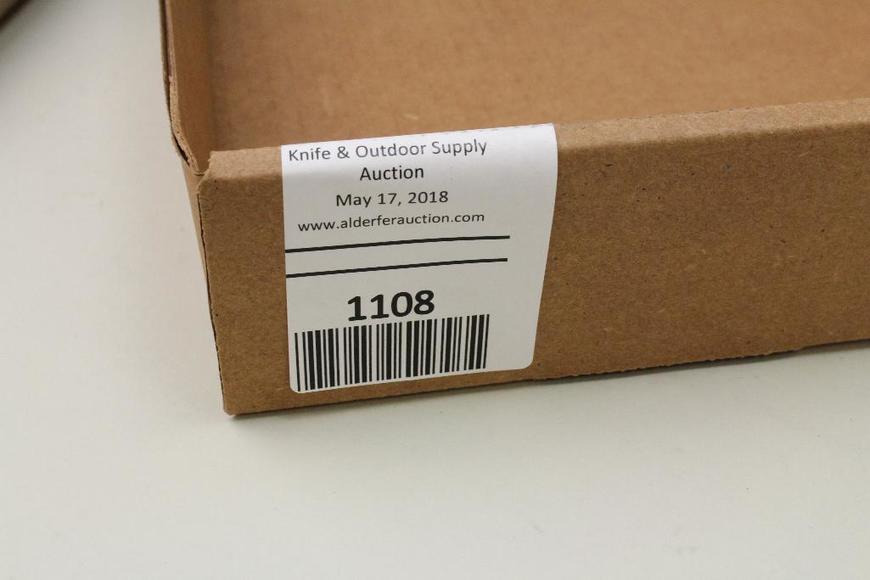 Knife & Outdoor Supply
Auction
May 17, 2018
www.alderferauction.com
1108